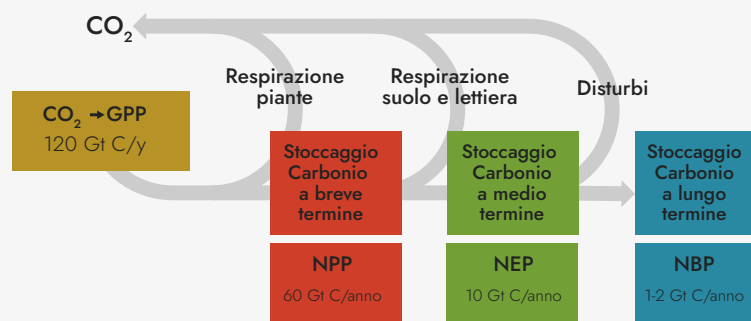 CO₂
Respirazione
piante
Respirazione
suolo e lettiera
Disturbi
CO₂ →GPP
120 Gt C/y
Stoccaggio
Carbonio
a breve
termine
Stoccaggio
Carbonio
a medio
termine
Stoccaggio
Carbonio
a lungo
termine
NPP
60 Gt C/anno
NEP
10 Gt C/anno
NBP
1-2 Gt C/anno